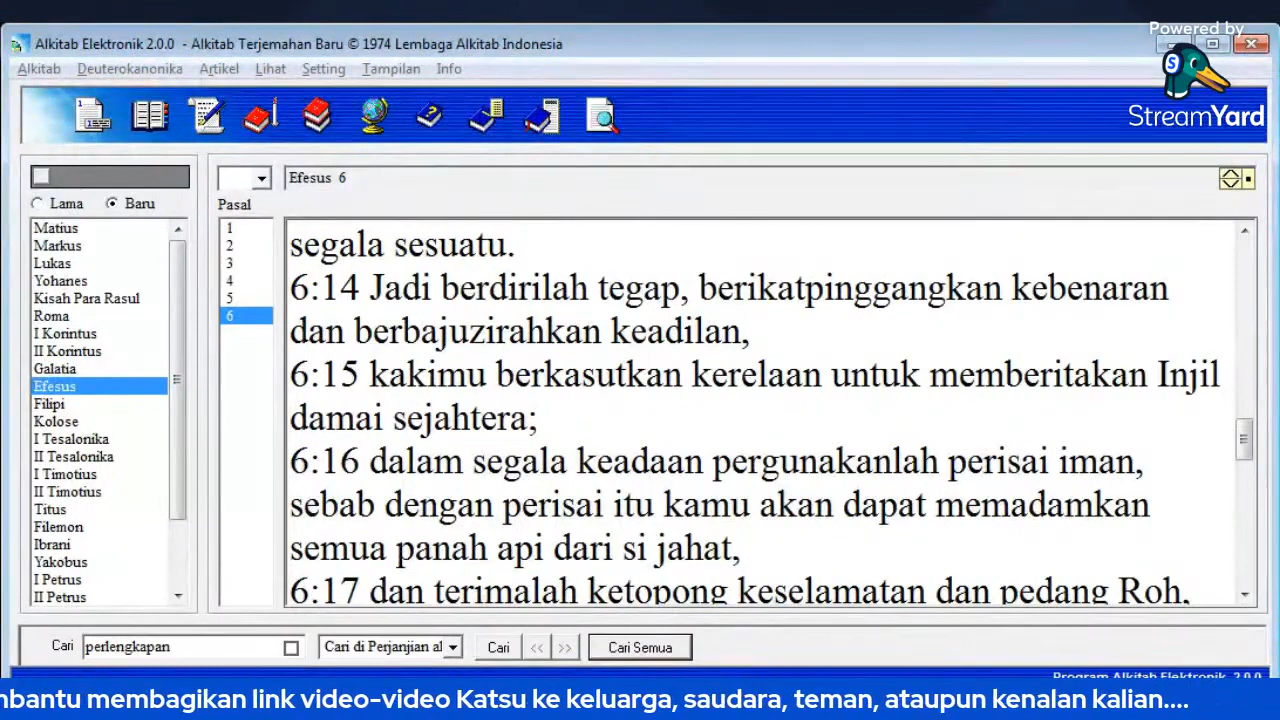 Powered by
StreamYard
Alkitab Elektronik 2.0.0 - Alkitab Terjemahan Baru © 1974 Lembaga Alkitab Indonesia
Alkitab Deuterokanonika Artikel Lihat Setting Tampilan Info
Lama Baru
Matius
Markus
Lukas
Yohanes
Kisah Para Rasul
Roma
I Korintus
II Korintus
Galatia
Efesus
Filipi
Kolose
I Tesalonika
II Tesalonika
I Timotius
II Timotius
Titus
Filemon
Ibrani
Yakobus
I Petrus
II Petrus
Pasal
1
2
3
4
5
6
Efesus 6
segala sesuatu.
6:14 Jadi berdirilah tegap, berikatpinggangkan kebenaran
dan berbajuzirahkan keadilan,
6:15 kakimu berkasutkan kerelaan untuk memberitakan Injil
damai sejahtera;
6:16 dalam segala keadaan pergunakanlah perisai iman,
sebab dengan perisai itu kamu akan dapat memadamkan
semua panah api dari si jahat,
6:17 dan terimalah ketopong keselamatan dan pedang Roh,
Cari perlengkapan Cari di Perjanjian al Cari << >> Cari Semua
Program Alkitab Elektronik 2.0.0
nbantu membagikan link video-video Katsu ke keluarga, saudara, teman, ataupun kenalan kalian....